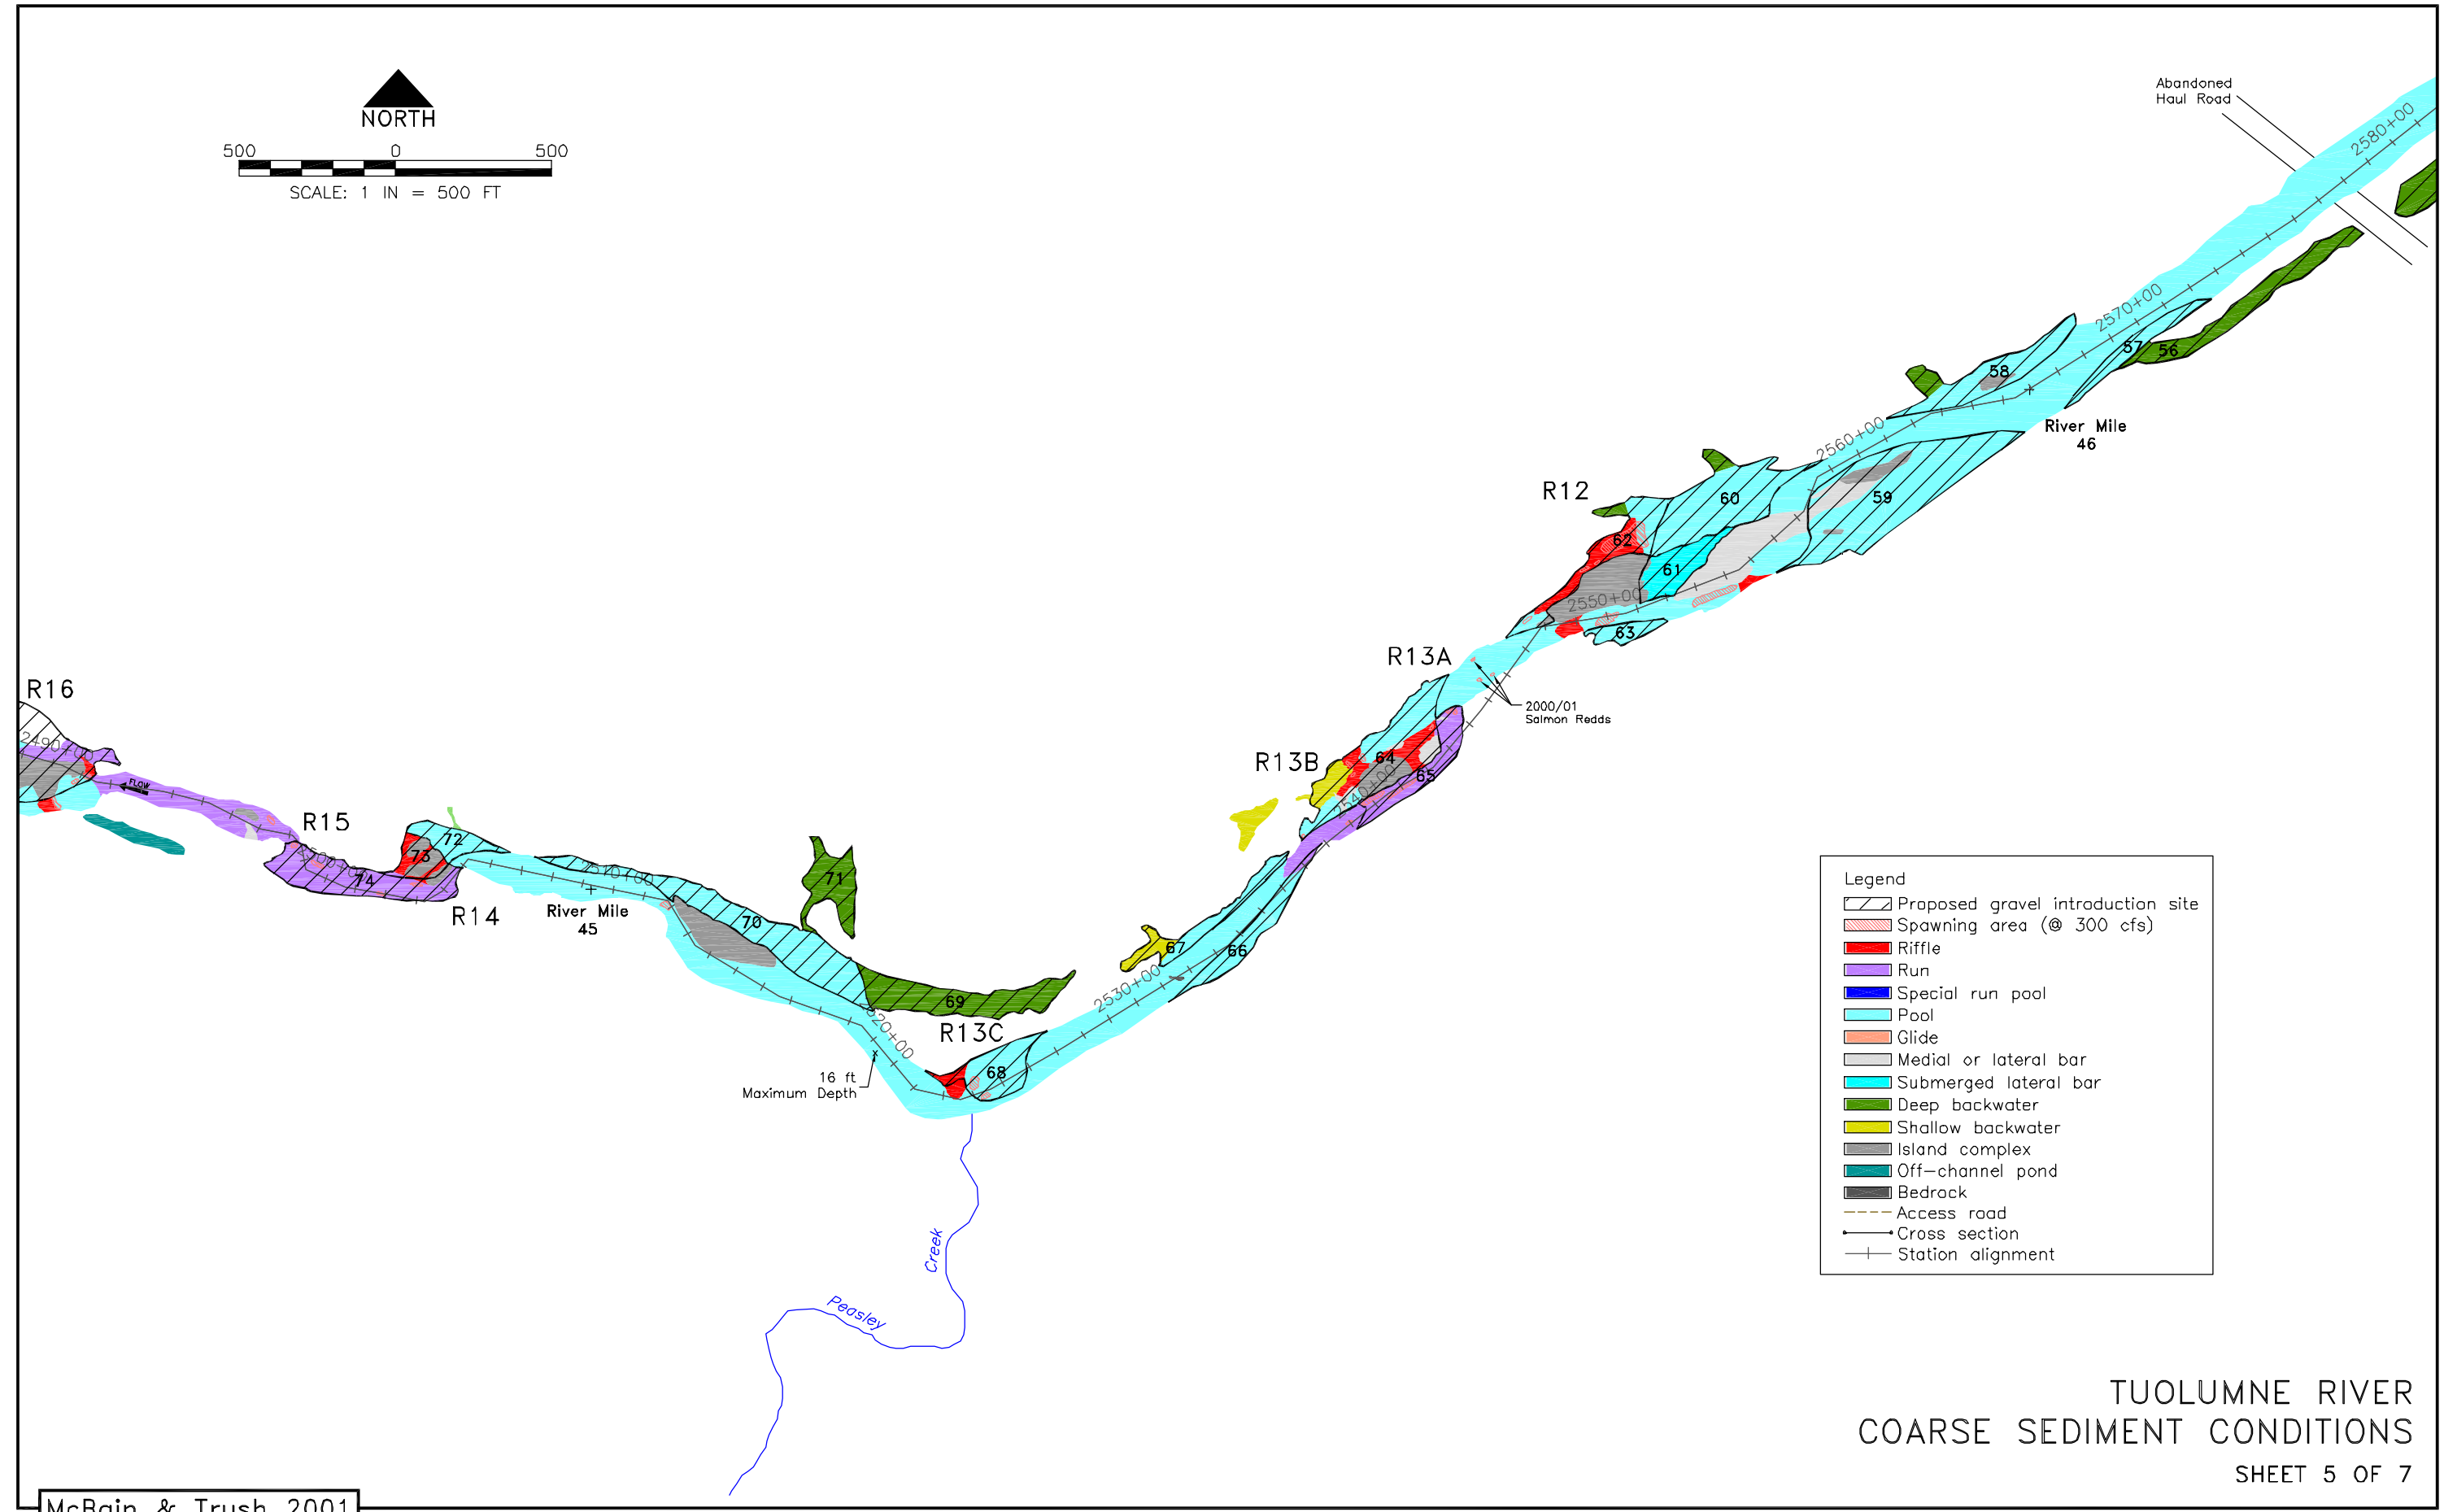 NORTH
500 0 500
SCALE: 1 IN = 500 FT
Abandoned
Haul Road
2580+00
2570+00
57
56
58
River Mile
46
2560+00
59
60
R12
62
61
2550+00
63
R13A
2000/01
Salmon Redds
64
65
2540+00
R13B
R16
2490+00
FLOW
R15
72
73
74
R14
River Mile
45
70
71
69
67
66
2530+00
R13C
68
16 ft
Maximum Depth
Creek
Peasley
Legend
Proposed gravel introduction site
Spawning area (@ 300 cfs)
Riffle
Run
Special run pool
Pool
Glide
Medial or lateral bar
Submerged lateral bar
Deep backwater
Shallow backwater
Island complex
Off-channel pond
Bedrock
Access road
Cross section
Station alignment
TUOLUMNE RIVER
COARSE SEDIMENT CONDITIONS
SHEET 5 OF 7
McBain & Trush 2001